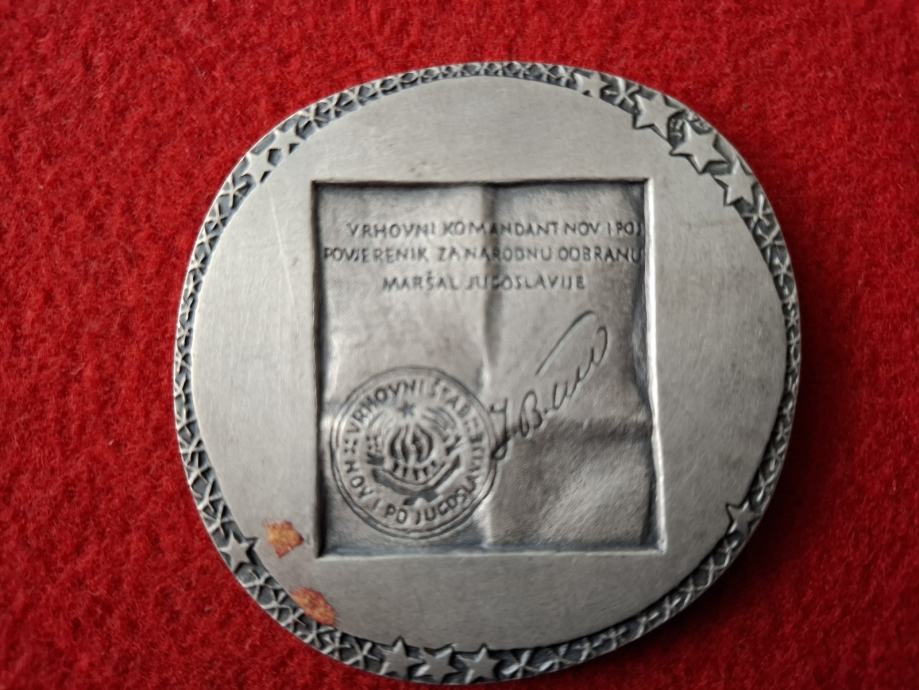 VRHOVNI KOMANDANT NOV I POJ
POVJERENIK ZA NARODNU ODBRANU
MARŠAL JUGOSLAVIJE
VRHOVNI ŠTAB
NOV I PO JUGOSLAVIJE